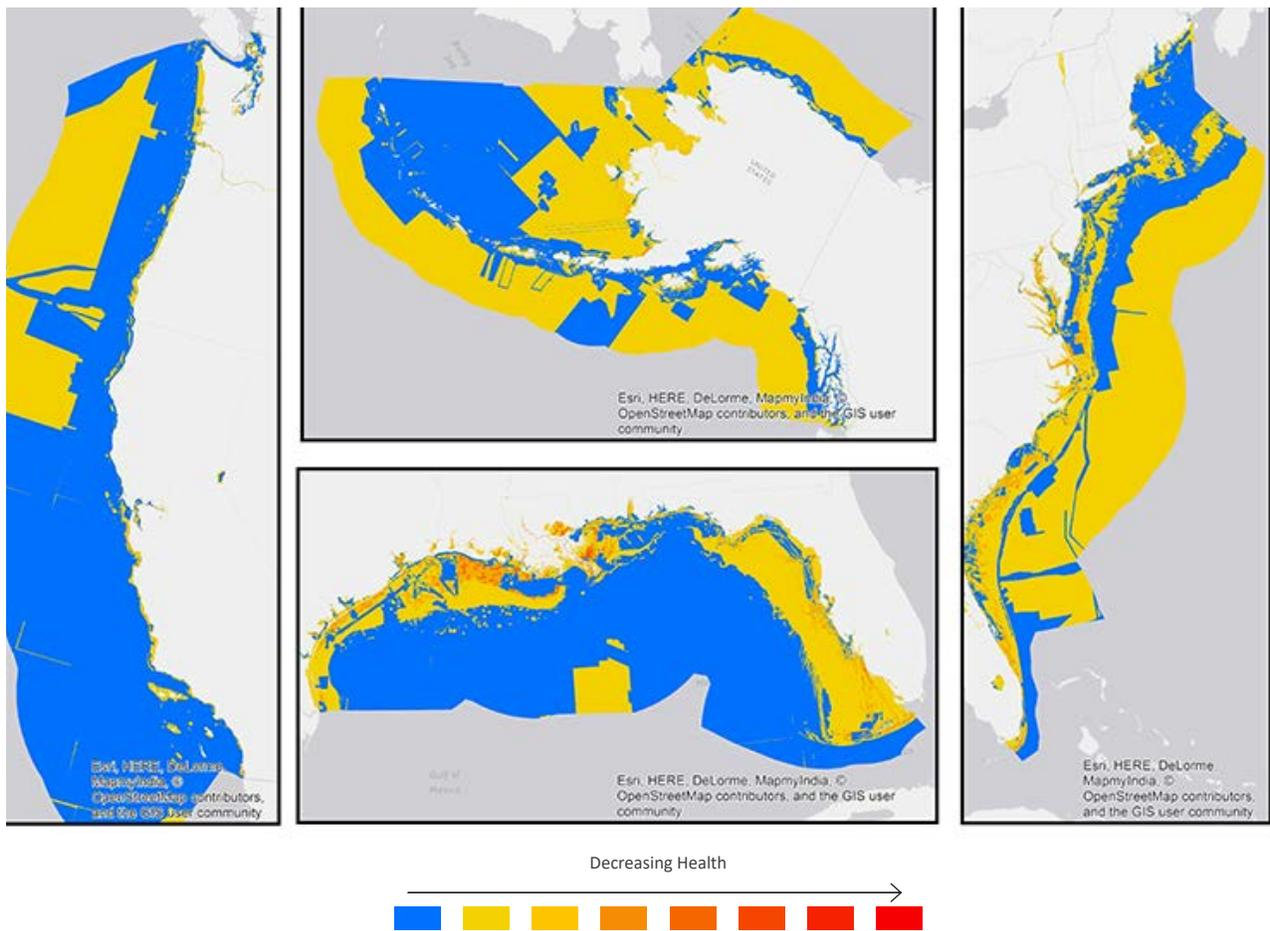 UNITED
STATES
Esri, HERE, DeLorme, MapmyIndia, ©
OpenStreetMap contributors, and the GIS user
community
Esri, HERE, DeLorme,
MapmyIndia, ©
OpenStreetMap contributors,
and the GIS user community
Gulf of
Mexico
Esri, HERE, DeLorme, MapmyIndia, ©
OpenStreetMap contributors, and the GIS user
community
Esri, HERE, DeLorme,
MapmyIndia, ©
OpenStreetMap contributors,
and the GIS user community
Decreasing Health